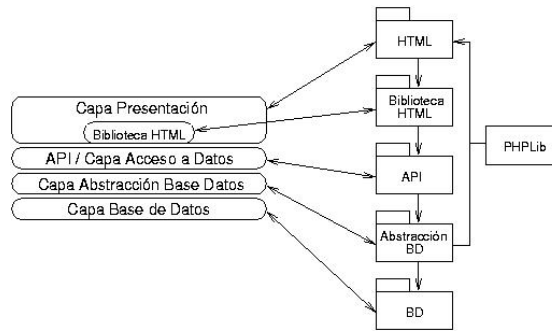 HTML
Biblioteca
HTML
Capa Presentación
Biblioteca HTML
PHPLib
API / Capa Acceso a Datos
API
Capa Abstracción Base Datos
Capa Base de Datos
Abstracción
BD
BD